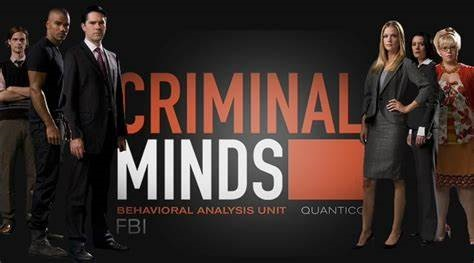 CRIMINAL
MINDS
BEHAVIORAL ANALYSIS UNIT QUANTICO
FBI